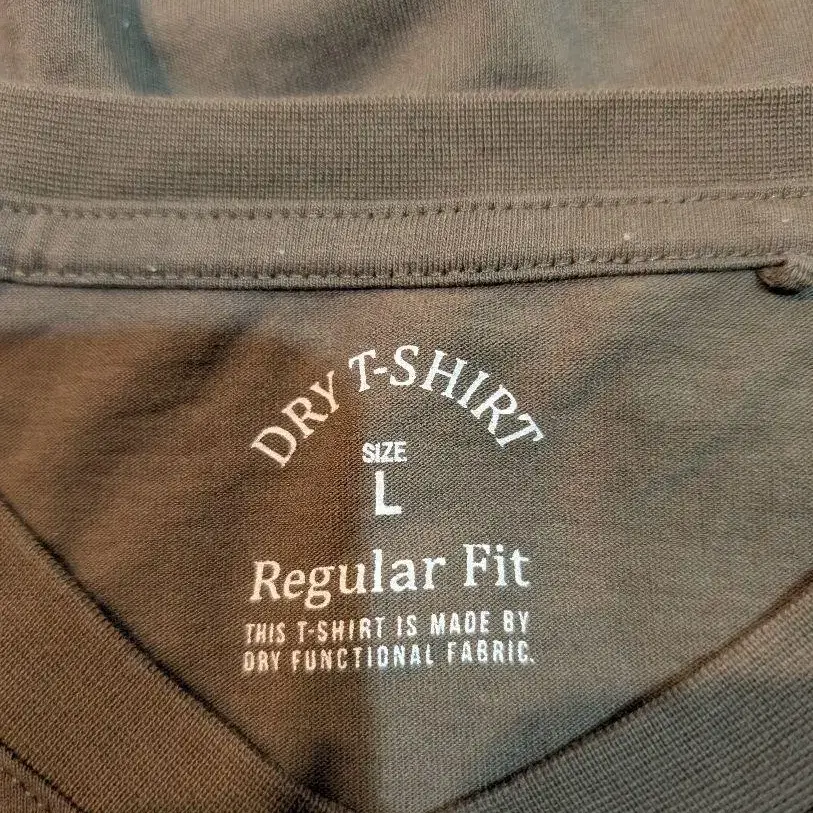 DRY T-SHIRT
SIZE
L
Regular Fit
THIS T-SHIRT IS MADE BY
DRY FUNCTIONAL FABRIC.